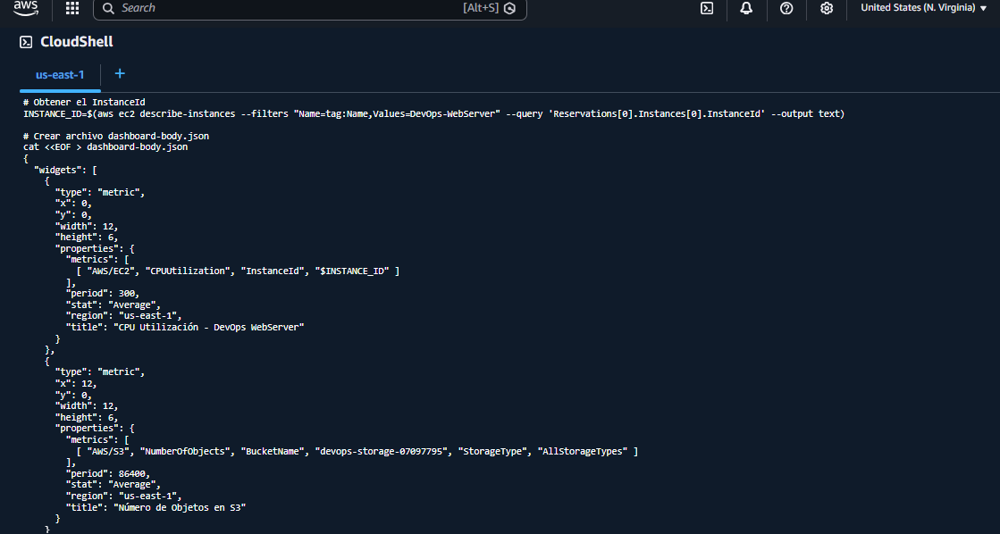 aws
Search [Alt+S] United States (N. Virginia)
CloudShell
us-east-1 +
# Obtener el InstanceId
INSTANCE_ID=$(aws ec2 describe-instances --filters "Name=tag:Name,Values=DevOps-WebServer" --query 'Reservations[0].Instances[0].InstanceId' --output text)
# Crear archivo dashboard-body.json
cat <<EOF > dashboard-body.json
{
  "widgets": [
    {
      "type": "metric",
      "x": 0,
      "y": 0,
      "width": 12,
      "height": 6,
      "properties": {
        "metrics": [
          [ "AWS/EC2", "CPUUtilization", "InstanceId", "$INSTANCE_ID" ]
        ],
        "period": 300,
        "stat": "Average",
        "region": "us-east-1",
        "title": "CPU Utilización - DevOps WebServer"
      }
    },
    {
      "type": "metric",
      "x": 12,
      "y": 0,
      "width": 12,
      "height": 6,
      "properties": {
        "metrics": [
          [ "AWS/S3", "NumberOfObjects", "BucketName", "devops-storage-07097795", "StorageType", "AllStorageTypes" ]
        ],
        "period": 86400,
        "stat": "Average",
        "region": "us-east-1",
        "title": "Número de Objetos en S3"
      }
    }